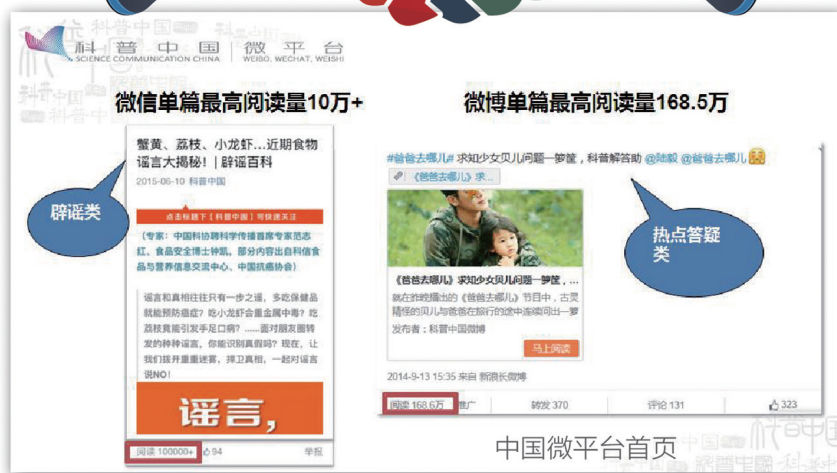 科普中国 微平台
SCIENCE COMMUNICATION CHINA WEIBO, WECHAT, WEISHI
微信单篇最高阅读量10万+
微博单篇最高阅读量168.5万
蟹黄、荔枝、小龙虾…近期食物
谣言大揭秘！| 辟谣百科
2015-06-10 科普中国
辟谣类
点击标题下【科普中国】可快速关注
（专家：中国科协聘科学传播首席专家范志
红、食品安全博士钟凯。部分内容出自科信食
品与营养信息交流中心、中国抗癌协会）
谣言和真相往往只有一步之遥，多吃保健品
就能预防癌症？吃小龙虾会重金属中毒？吃
荔枝竟能引发手足口病？……面对朋友圈转
发的种种谣言，你能识别真假吗？现在，让
我们拨开重重迷雾，捍卫真相，一起对谣言
说NO！
谣言，
阅读 100000+ 94 举报
#爸爸去哪儿# 求知少女贝儿问题一箩筐，科普解答助 @陆毅 @爸爸去哪儿
《爸爸去哪儿》求...
热点答疑
类
《爸爸去哪儿》求知少女贝儿问题一箩筐，...
就在昨晚播出的《爸爸去哪儿》节目中，古灵
精怪的贝儿与爸爸在旅行的途中连续问出一箩
发布者：科普中国微博
马上阅读
2014-9-13 15:35 来自 新浪长微博
阅读 168.6万 推广 转发 370 评论 131 323
中国微平台首页